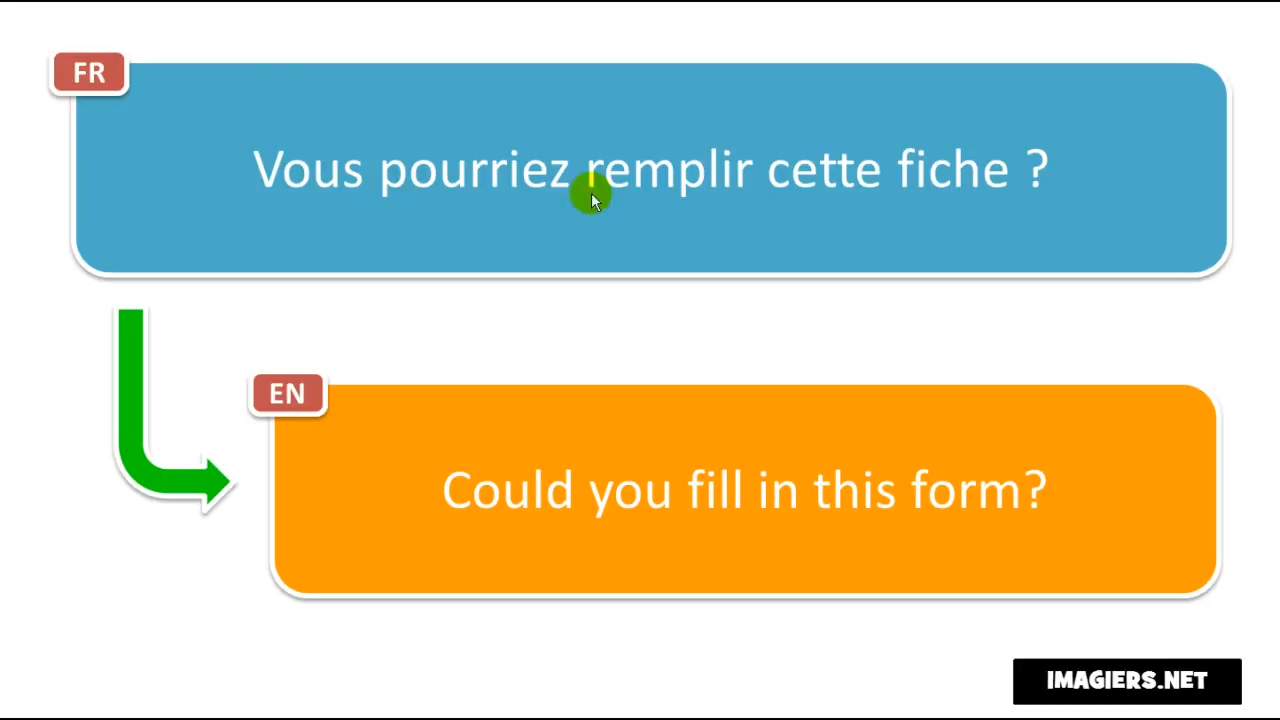 FR
Vous pourriez remplir cette fiche ?
EN
Could you fill in this form?
IMAGIERS.NET